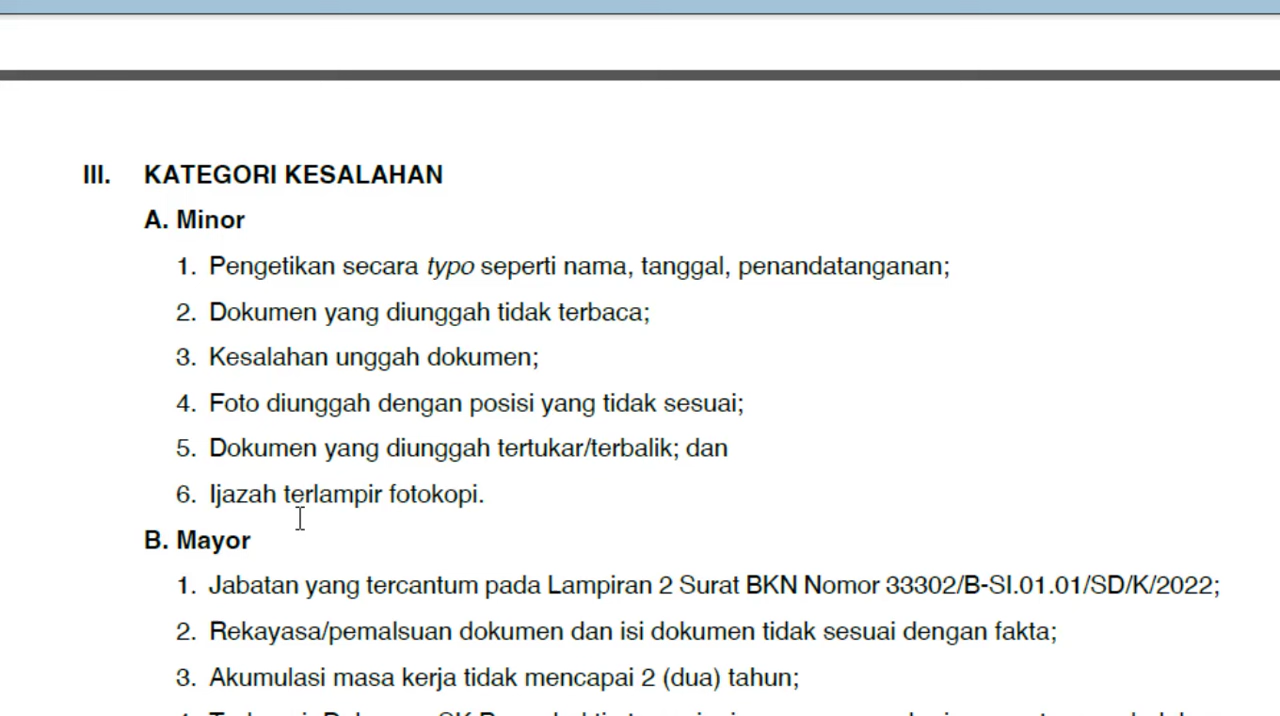 III. KATEGORI KESALAHAN
A. Minor
1. Pengetikan secara typo seperti nama, tanggal, penandatanganan;
2. Dokumen yang diunggah tidak terbaca;
3. Kesalahan unggah dokumen;
4. Foto diunggah dengan posisi yang tidak sesuai;
5. Dokumen yang diunggah tertukar/terbalik; dan
6. Ijazah terlampir fotokopi.
B. Mayor
1. Jabatan yang tercantum pada Lampiran 2 Surat BKN Nomor 33302/B-SI.01.01/SD/K/2022;
2. Rekayasa/pemalsuan dokumen dan isi dokumen tidak sesuai dengan fakta;
3. Akumulasi masa kerja tidak mencapai 2 (dua) tahun;